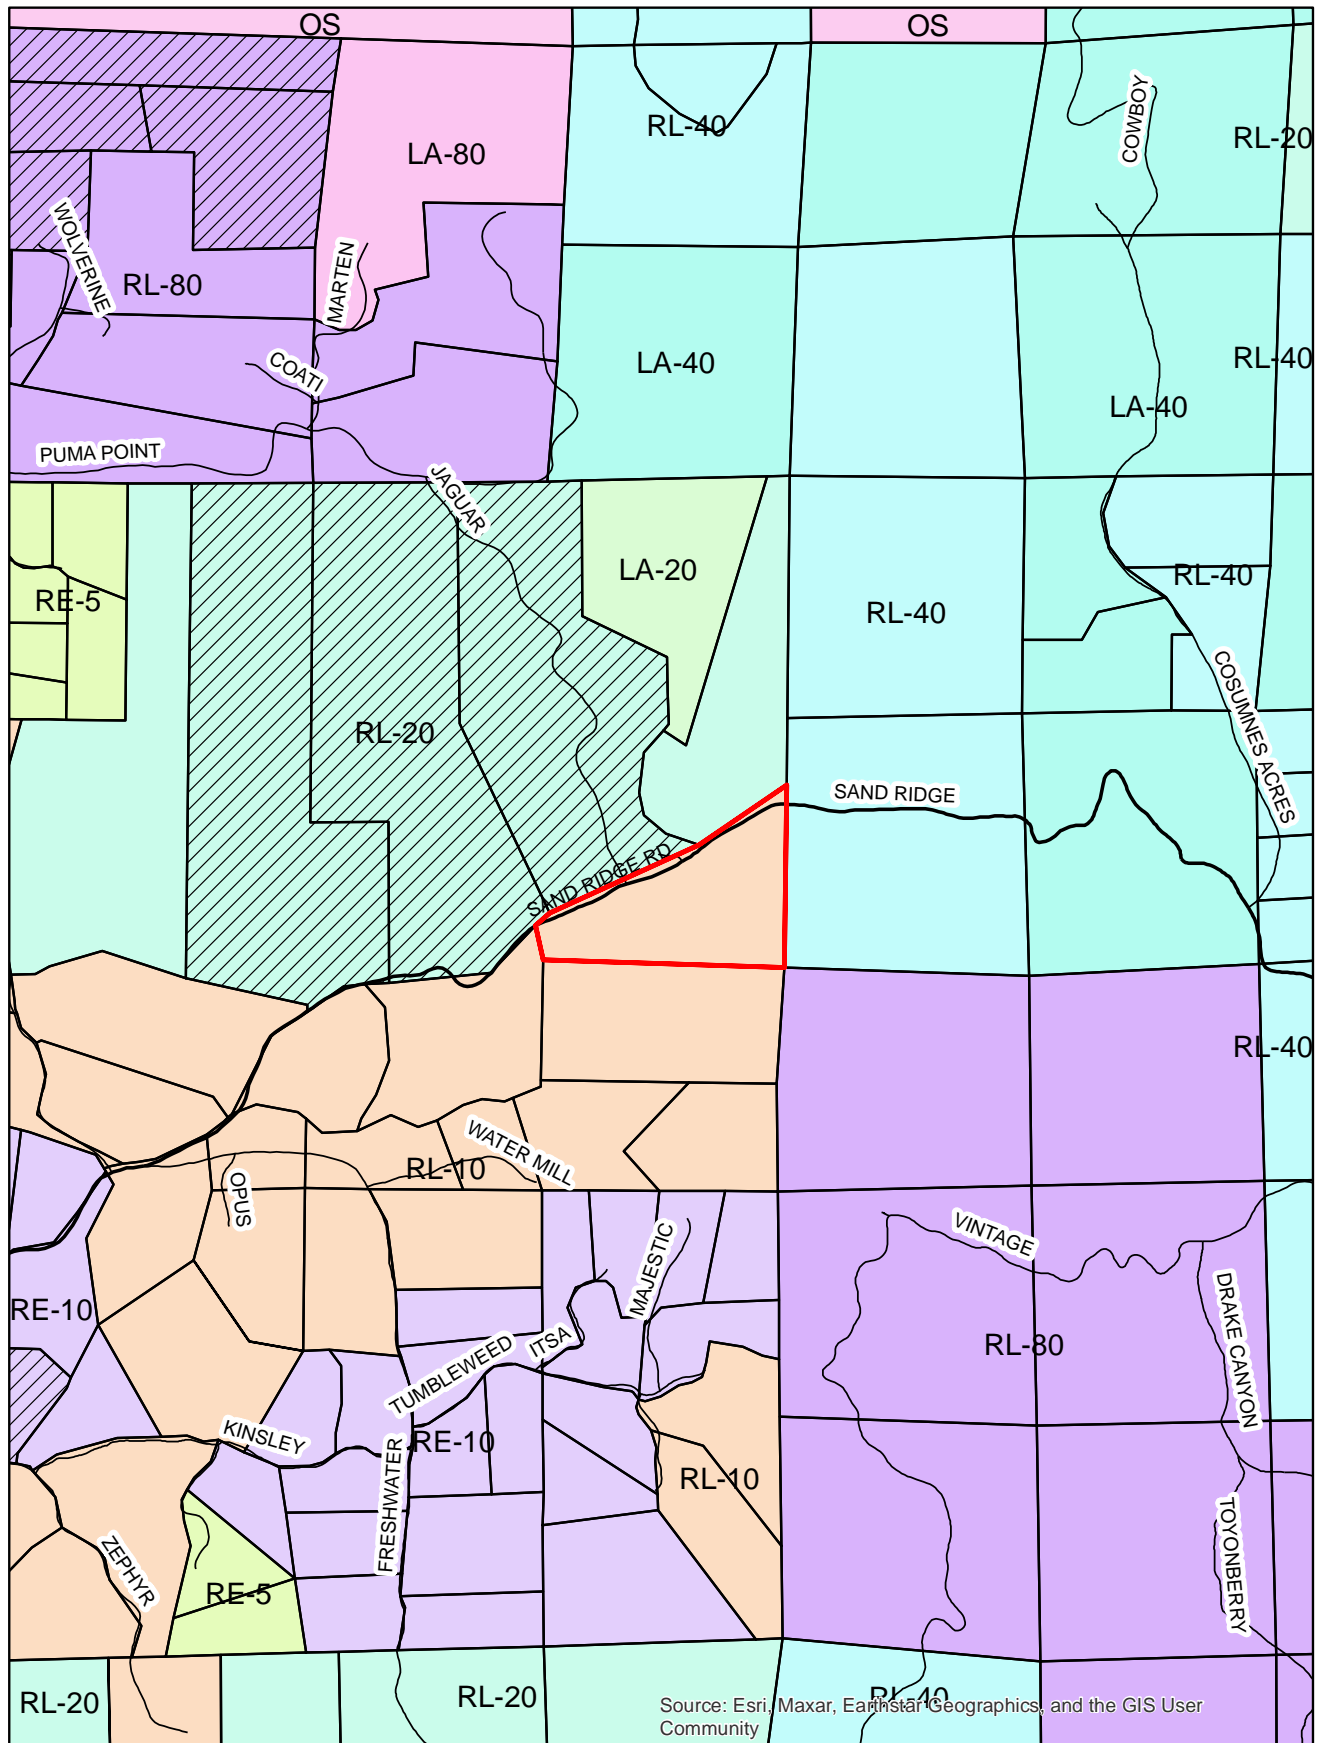 OS
OS
RL-40
COWBOY
RL-20
LA-80
WOLVERINE
RL-80
MARTEN
COATI
LA-40
RL-40
LA-40
PUMA POINT
JAGUAR
LA-20
RL-40
RE-5
RL-40
COSUMNES ACRES
RL-20
SAND RIDGE
SAND RIDGE RD
RL-40
WATER MILL
RL-10
OPUS
MAJESTIC
VINTAGE
DRAKE CANYON
RE-10
ITSA
TUMBLEWEED
RL-80
KINSLEY
RE-10
FRESHWATER
RL-10
TOYONBERRY
ZEPHYR
RE-5
RL-20
RL-20
RL-40
Source: Esri, Maxar, Earthstar Geographics, and the GIS User
Community